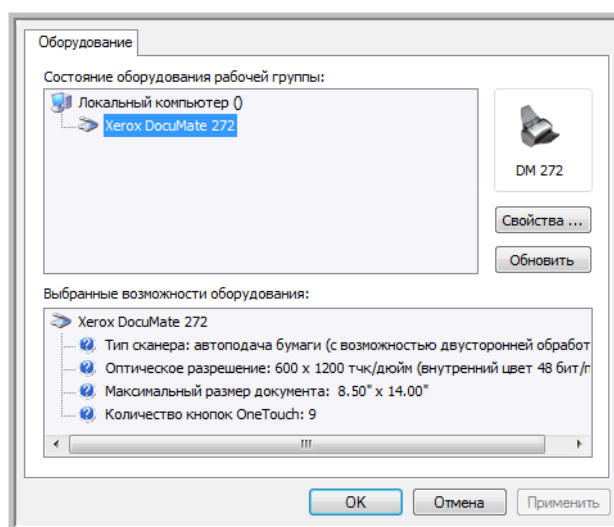 Оборудование
Состояние оборудования рабочей группы:
Локальный компьютер ()
Xerox DocuMate 272
DM 272
Свойства ...
Обновить
Выбранные возможности оборудования:
Xerox DocuMate 272
Тип сканера: автоподача бумаги (с возможностью двусторонней обработ
Оптическое разрешение: 600 x 1200 тчк/дюйм (внутренний цвет 48 бит/п
Максимальный размер документа: 8.50" x 14.00"
Количество кнопок OneTouch: 9
OK
Отмена
Применить